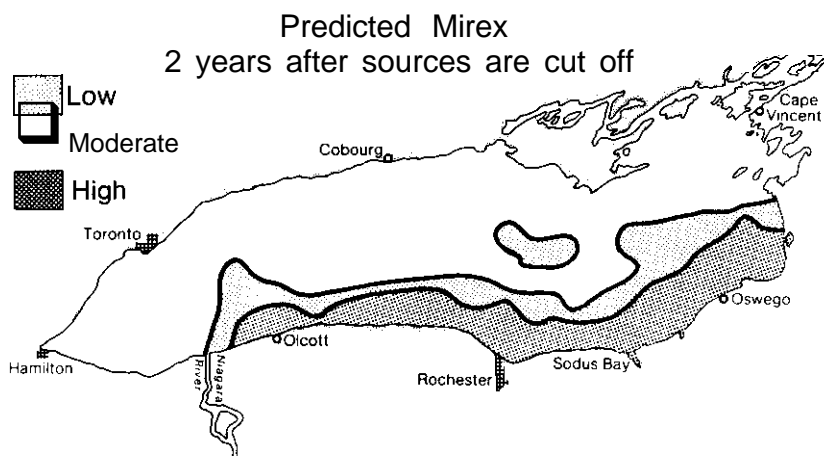 Predicted Mirex
2 years after sources are cut off
Low
Moderate
High
Cape
Vincent
Cobourg
Toronto
Oswego
Olcott
Hamilton
Niagara
River
Rochester
Sodus Bay